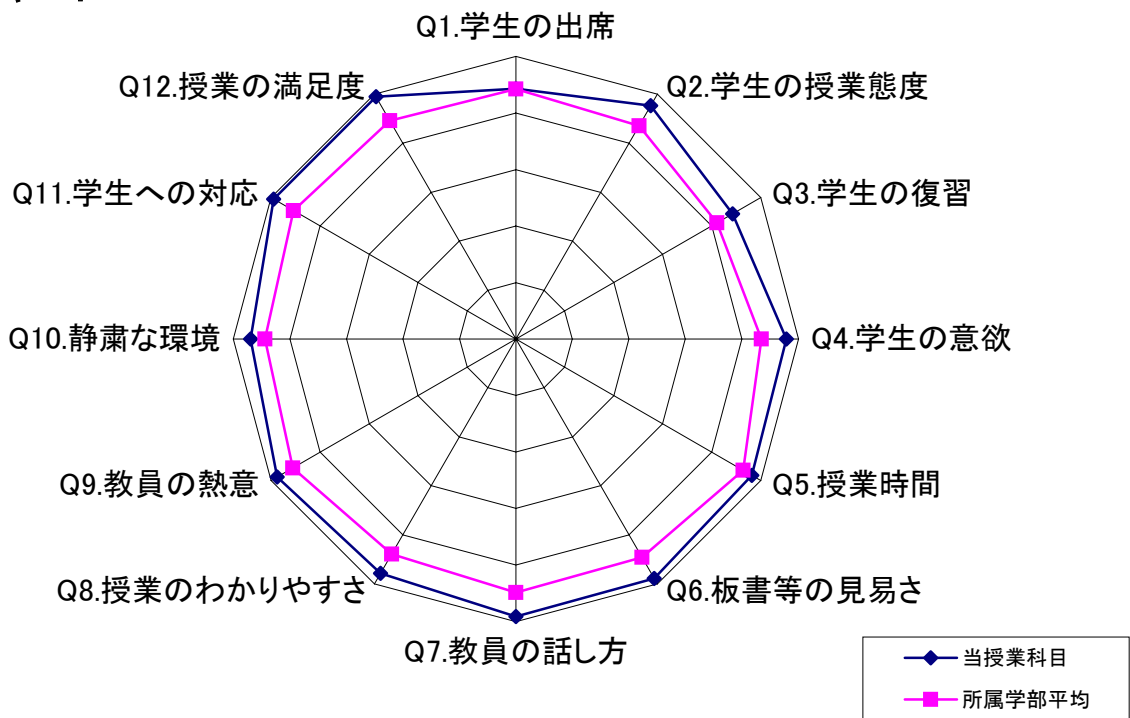 Q1.学生の出席
Q2.学生の授業態度
Q3.学生の復習
Q4.学生の意欲
Q5.授業時間
Q6.板書等の見易さ
Q7.教員の話し方
Q8.授業のわかりやすさ
Q9.教員の熱意
Q10.静粛な環境
Q11.学生への対応
Q12.授業の満足度
当授業科目
所属学部平均